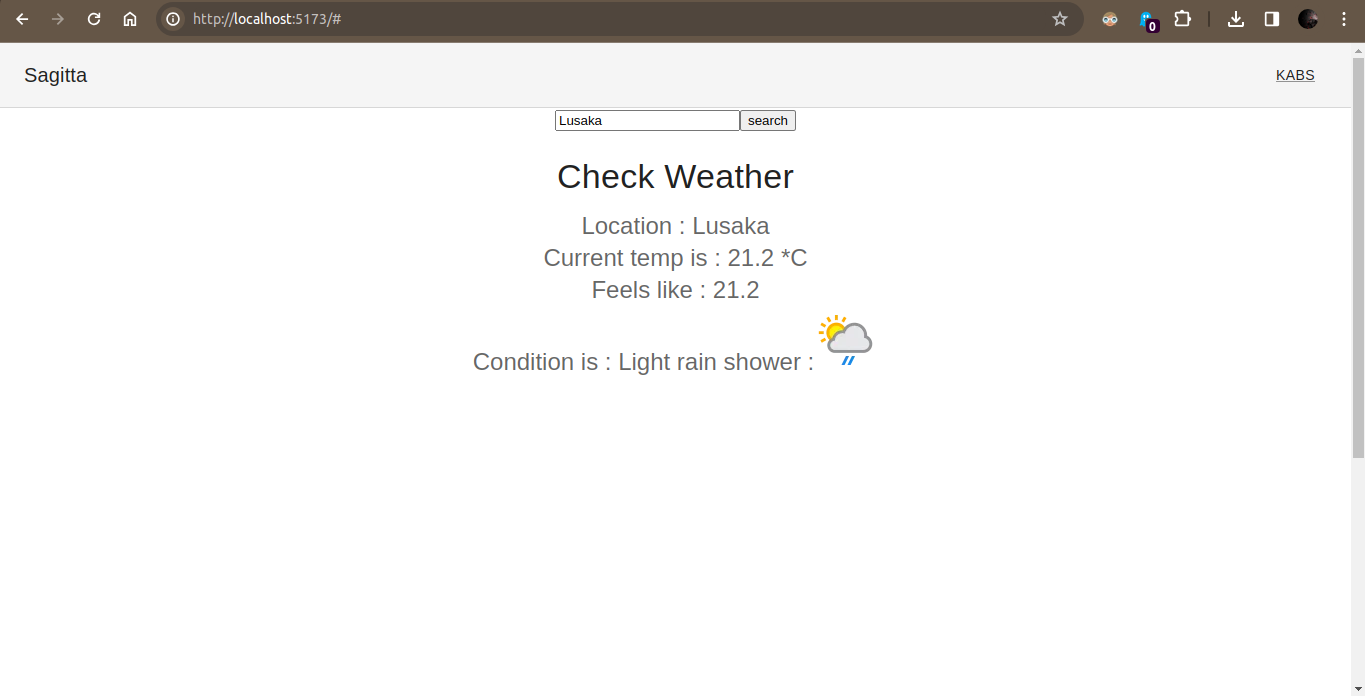 http://localhost:5173/#
0
Sagitta
KABS
Lusaka
search
Check Weather
Location : Lusaka
Current temp is : 21.2 *C
Feels like : 21.2
Condition is : Light rain shower :